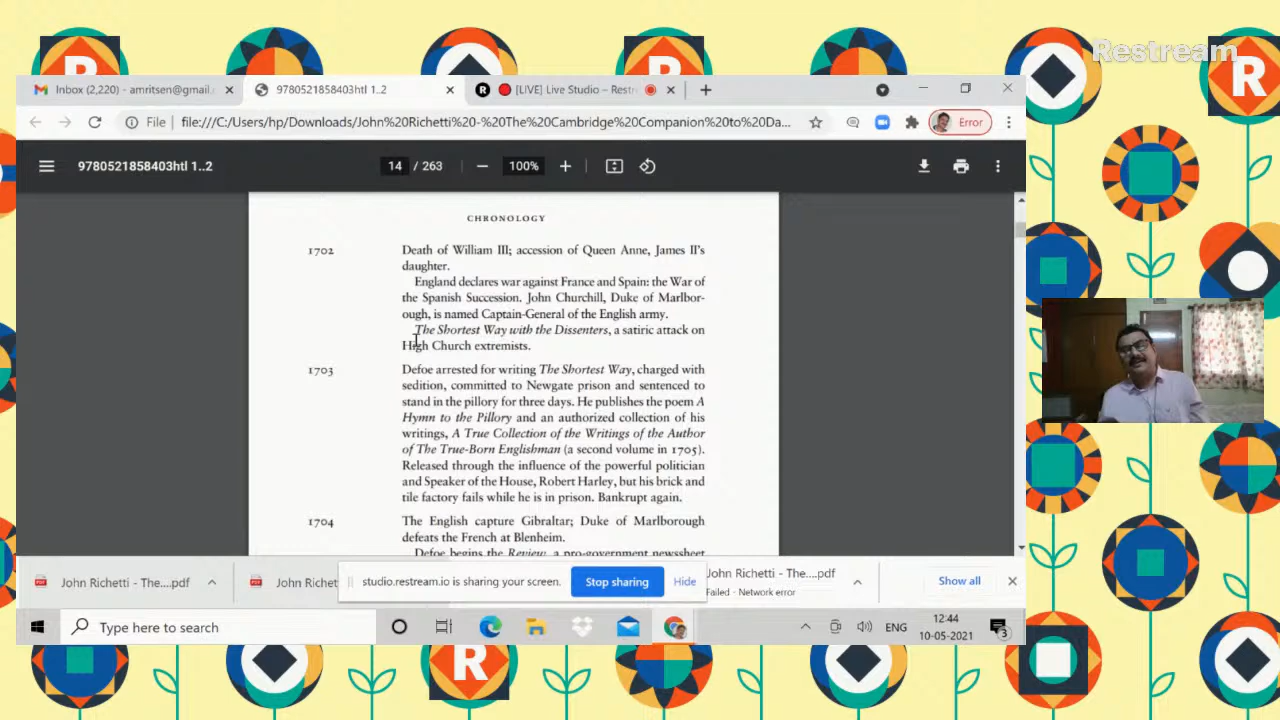 Restream
R
R
R
Inbox (2,220) - amritsen@gmail.
9780521858403htl 1..2
R
[LIVE] Live Studio – Restr
File
file:///C:/Users/hp/Downloads/John%20Richetti%20-%20The%20Cambridge%20Companion%20to%20Da...
Error
9780521858403htl 1..2
14 / 263
100%
CHRONOLOGY
1702 Death of William III; accession of Queen Anne, James II's
daughter.
England declares war against France and Spain: the War of
the Spanish Succession. John Churchill, Duke of Marlbor-
ough, is named Captain-General of the English army.
The Shortest Way with the Dissenters, a satiric attack on
High Church extremists.
1703 Defoe arrested for writing The Shortest Way, charged with
sedition, committed to Newgate prison and sentenced to
stand in the pillory for three days. He publishes the poem A
Hymn to the Pillory and an authorized collection of his
writings, A True Collection of the Writings of the Author
of The True-Born Englishman (a second volume in 1705).
Released through the influence of the powerful politician
and Speaker of the House, Robert Harley, but his brick and
tile factory fails while he is in prison. Bankrupt again.
1704 The English capture Gibraltar; Duke of Marlborough
defeats the French at Blenheim.
Defoe begins the Review, a pro-government newssheet
John Richetti - The....pdf
John Richet
studio.restream.io is sharing your screen.
Stop sharing
Hide
John Richetti - The....pdf
Failed - Network error
Show all
Type here to search
ENG
12:44
10-05-2021
3
R